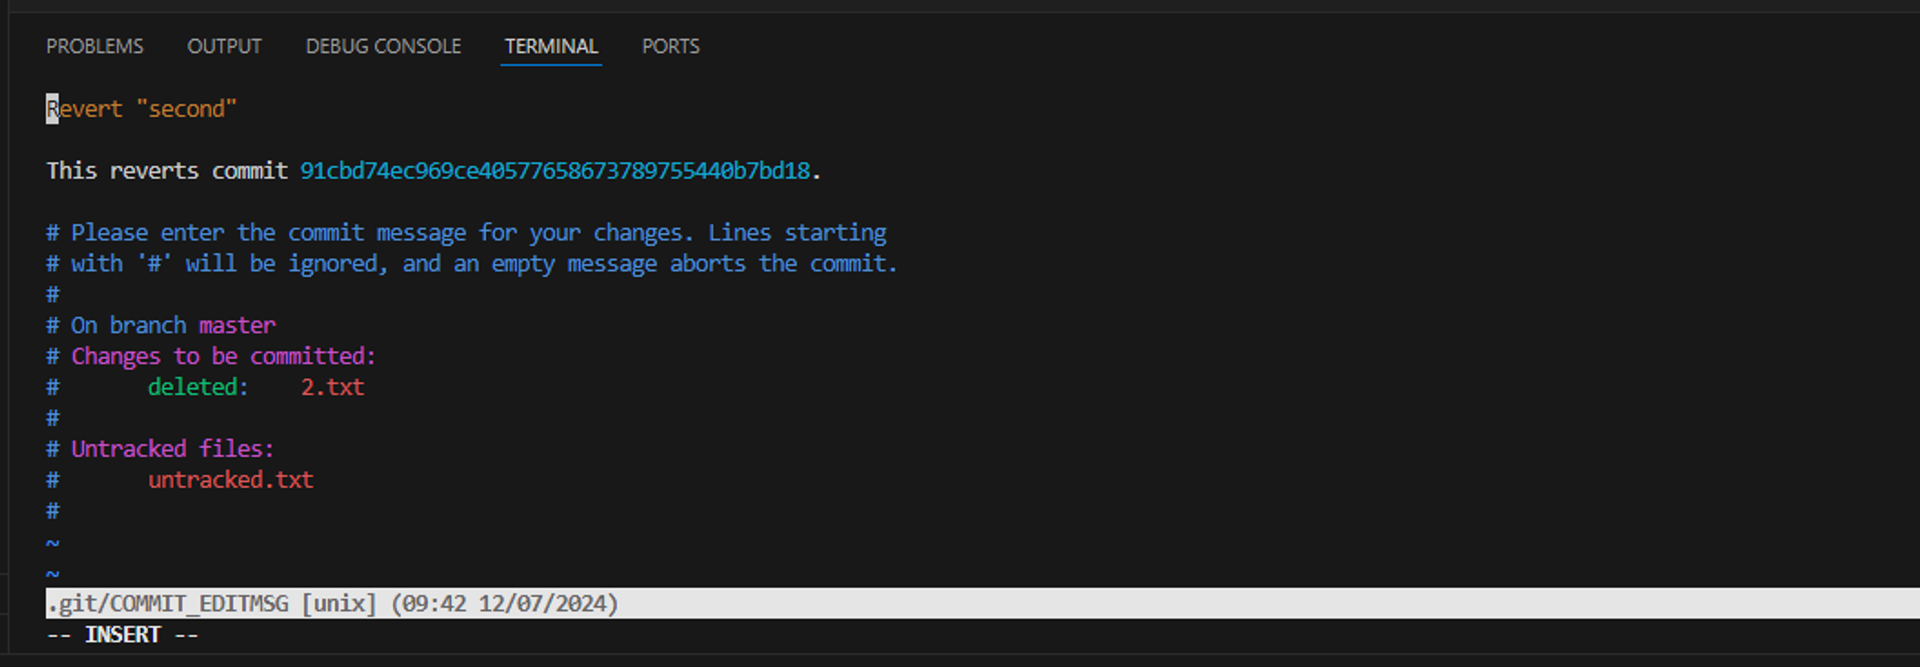 PROBLEMS OUTPUT DEBUG CONSOLE TERMINAL PORTS
Revert "second"
This reverts commit 91cbd74ec969ce40577658673789755440b7bd18.
# Please enter the commit message for your changes. Lines starting
# with '#' will be ignored, and an empty message aborts the commit.
#
# On branch master
# Changes to be committed:
# deleted: 2.txt
#
# Untracked files:
# untracked.txt
#
~
~
.git/COMMIT_EDITMSG [unix] (09:42 12/07/2024)
-- INSERT --